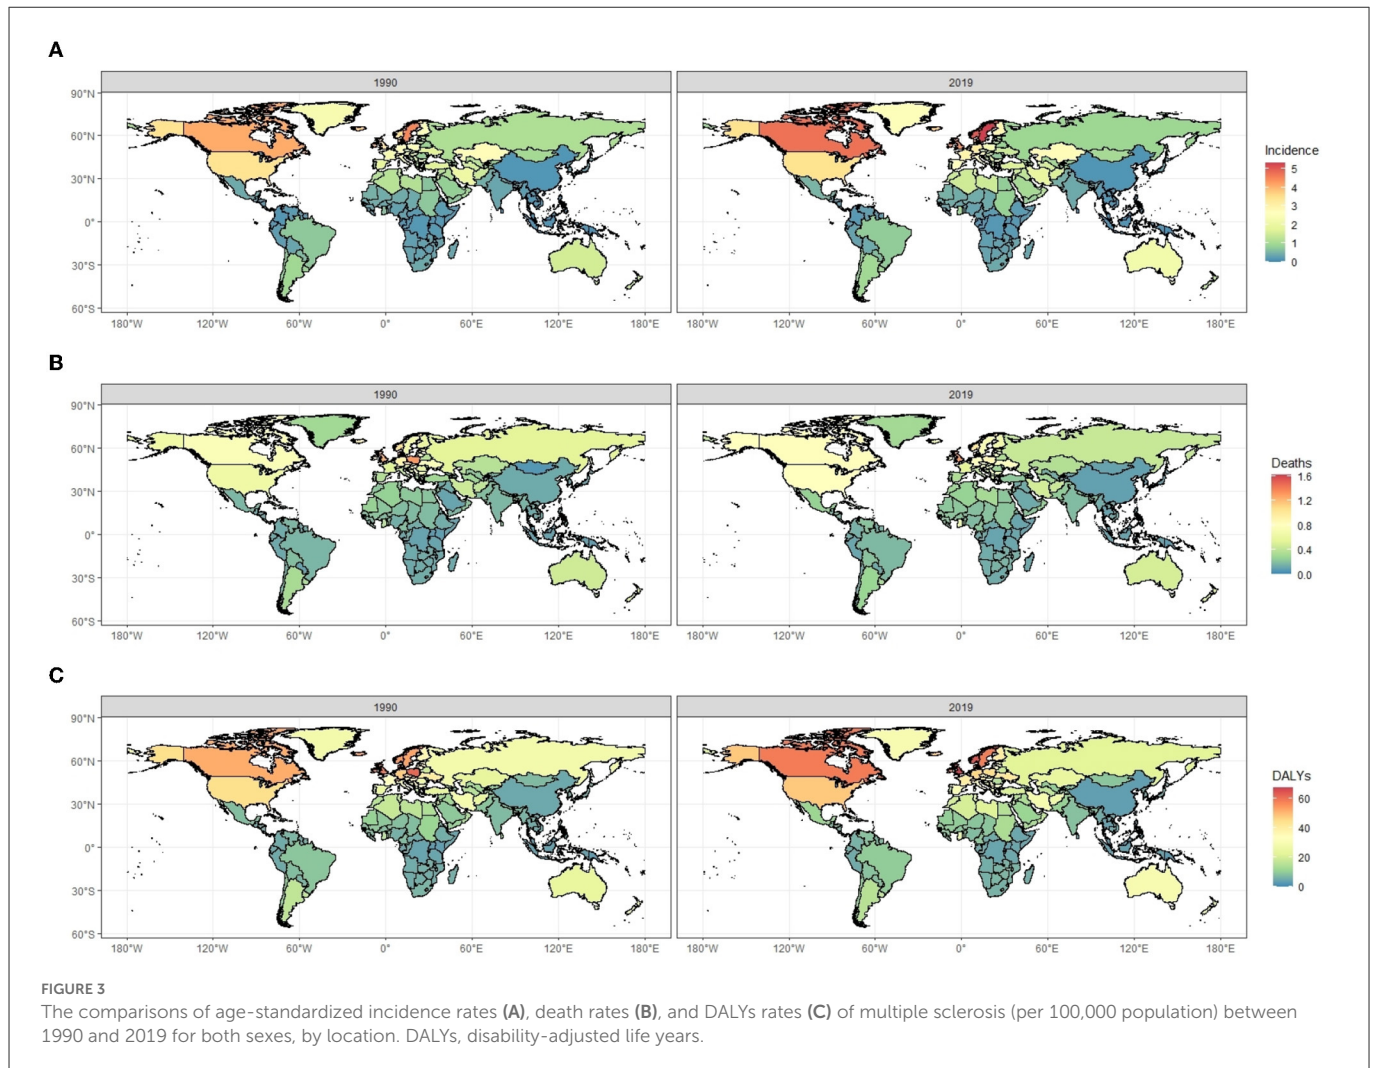 A
1990
2019
90°N
60°N
30°N
0°
30°S
60°S
180°W
120°W
60°W
0°
60°E
120°E
180°E
180°W
120°W
60°W
0°
60°E
120°E
180°E
Incidence
5
4
3
2
1
0
B
1990
2019
90°N
60°N
30°N
0°
30°S
60°S
180°W
120°W
60°W
0°
60°E
120°E
180°E
180°W
120°W
60°W
0°
60°E
120°E
180°E
Deaths
1.6
1.2
0.8
0.4
0.0
C
1990
2019
90°N
60°N
30°N
0°
30°S
60°S
180°W
120°W
60°W
0°
60°E
120°E
180°E
180°W
120°W
60°W
0°
60°E
120°E
180°E
DALYs
60
40
20
0
FIGURE 3
The comparisons of age-standardized incidence rates (A), death rates (B), and DALYs rates (C) of multiple sclerosis (per 100,000 population) between
1990 and 2019 for both sexes, by location. DALYs, disability-adjusted life years.